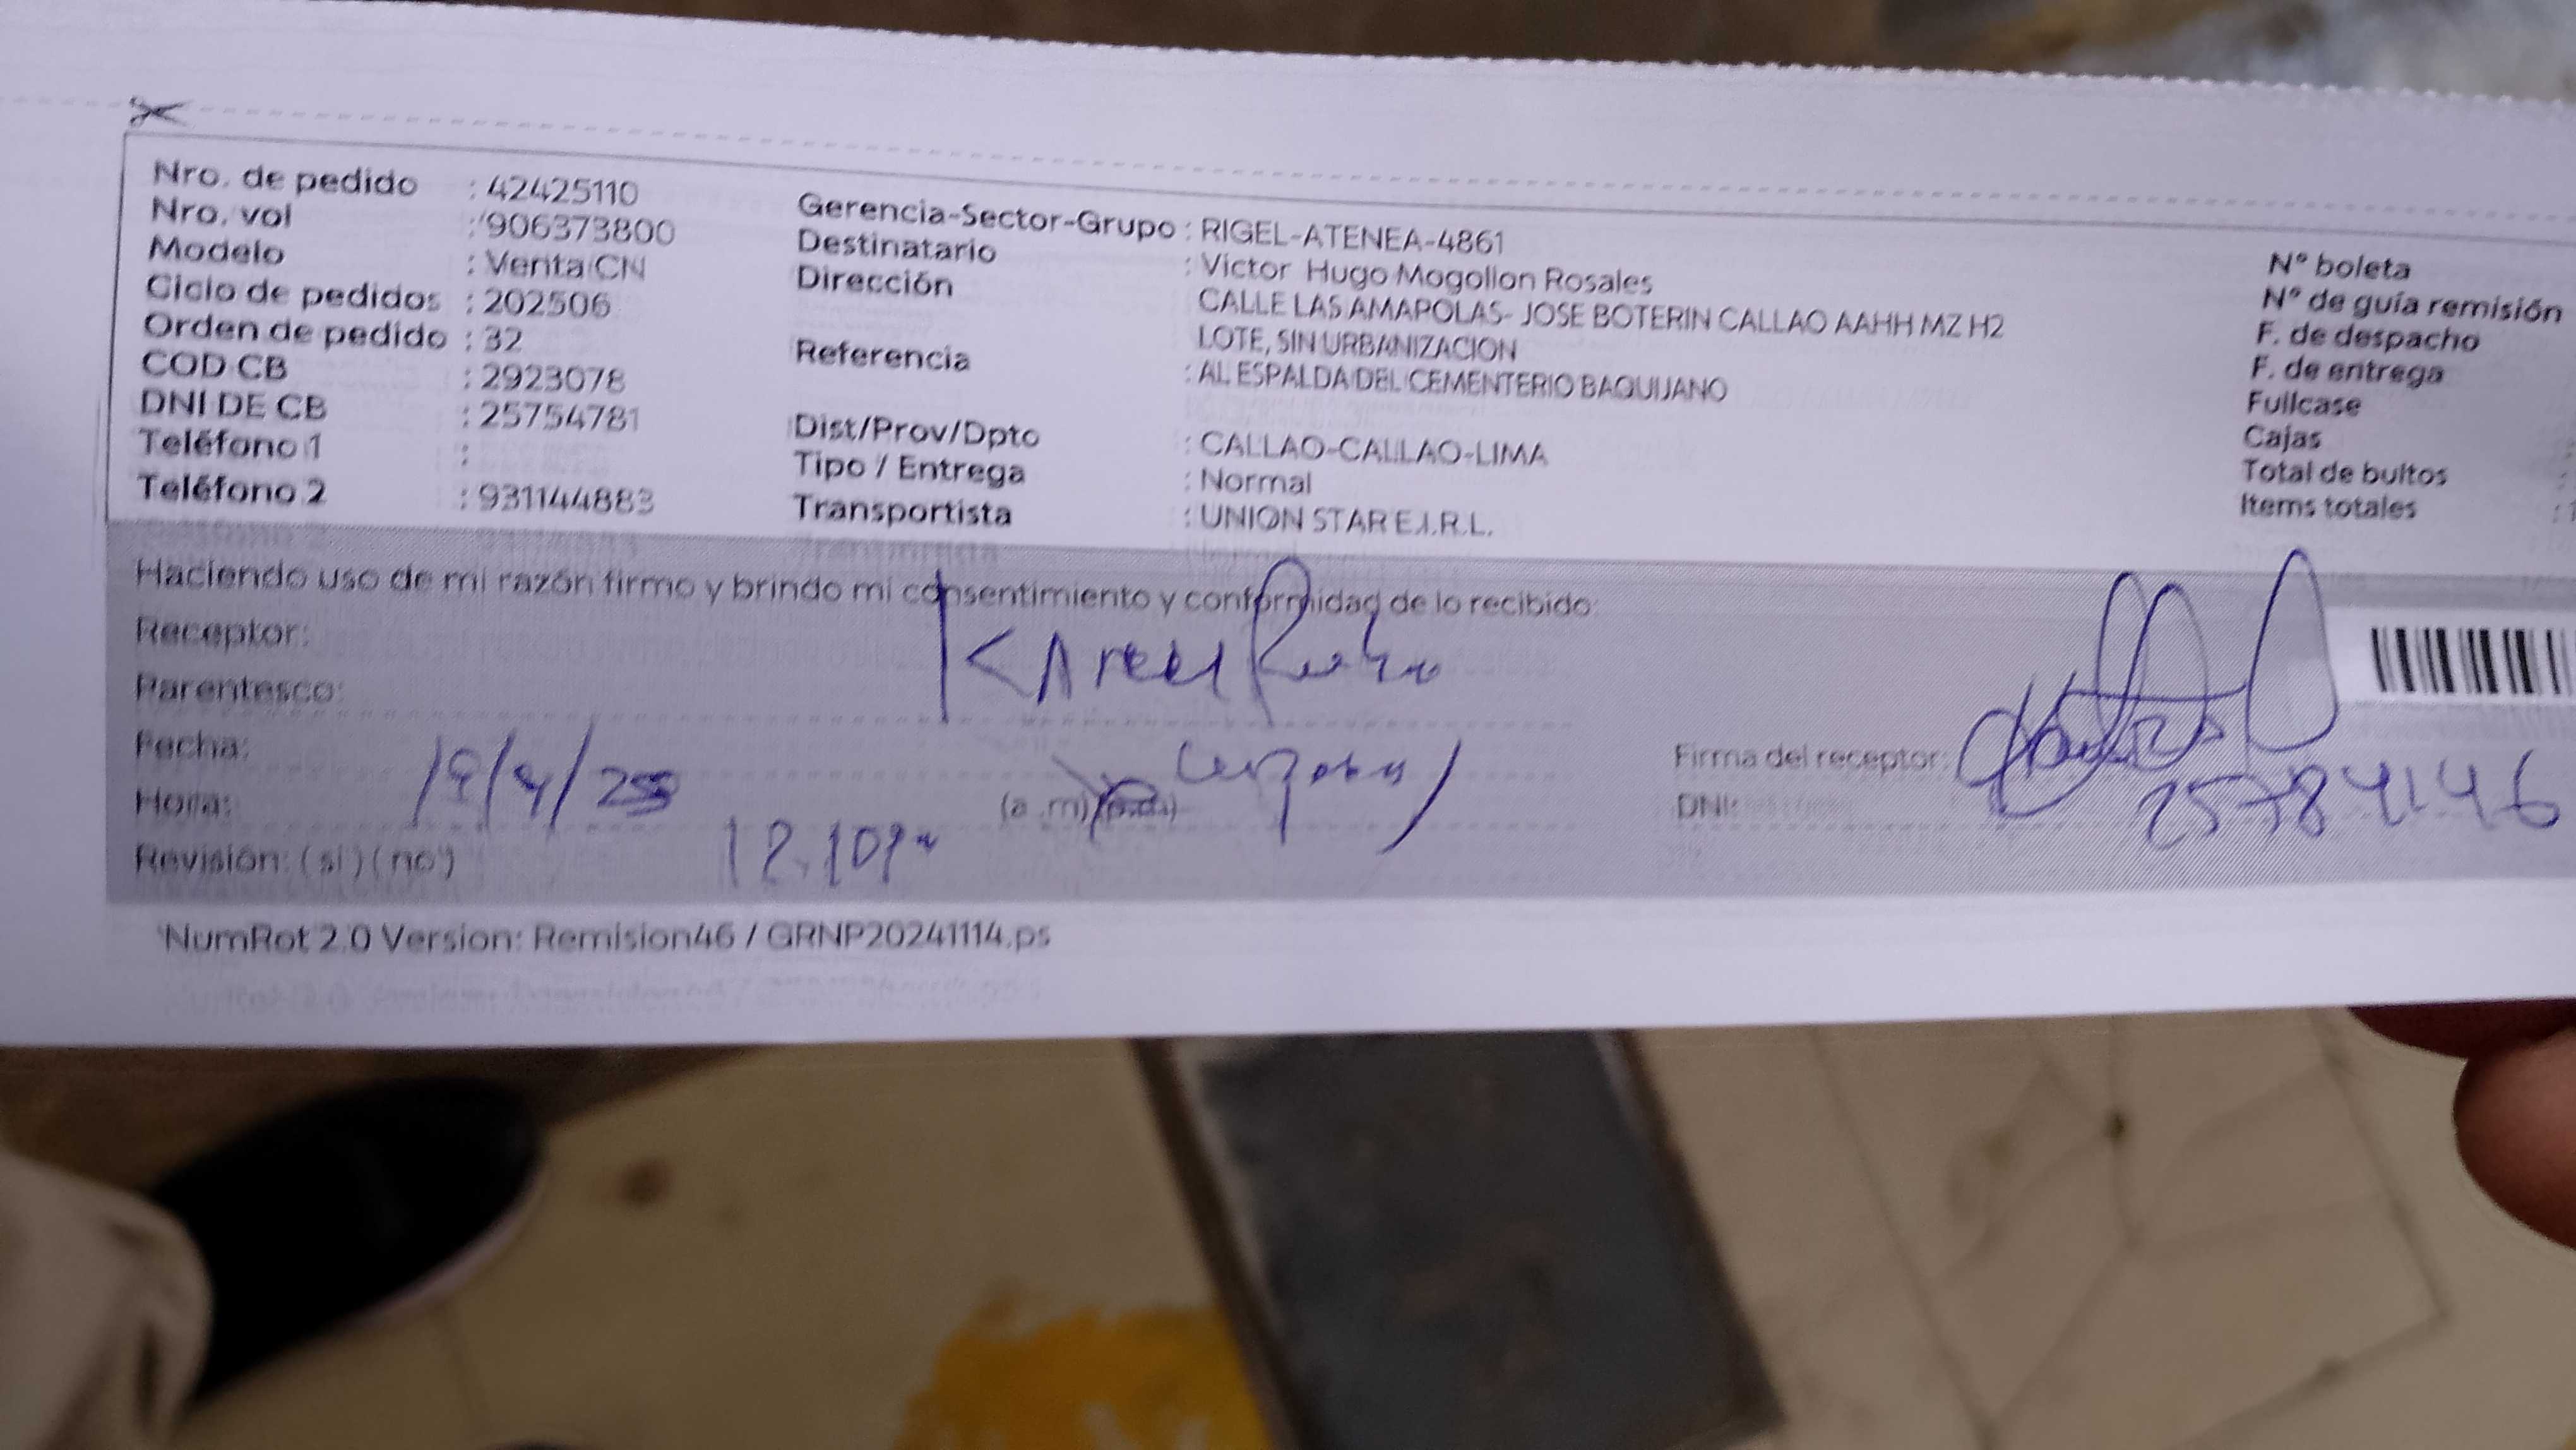 Nro. de pedido : 42425110
Nro. vol : 906373800
Modelo : Venta CN
Ciclo de pedidos : 202506
Orden de pedido : 32
COD CB : 2923078
DNI DE CB : 25754781
Teléfono 1 :
Teléfono 2 : 931144883
Gerencia-Sector-Grupo : RIGEL-ATENEA-4861
Destinatario : Victor Hugo Mogollon Rosales
Dirección
CALLE LAS AMAPOLAS- JOSE BOTERIN CALLAO AAHH MZ H2
LOTE, SIN URBANIZACION
Referencia : AL ESPALDA DEL CEMENTERIO BAQUIJANO
Dist/Prov/Dpto : CALLAO-CALLAO-LIMA
Tipo / Entrega : Normal
Transportista : UNION STAR E.I.R.L.
N° boleta
N° de guía remisión
F. de despacho
F. de entrega
Fullcase
Cajas
Total de bultos
Items totales
Haciendo uso de mi razón firmo y brindo mi consentimiento y conformidad de lo recibido:
Receptor:
Parentesco:
Fecha: 19/4/25
Hora: (a .m) (p.m)
Revisión: (si) (no)
Firma del receptor:
DNI: 25784146
NumRot 2.0 Version: Remision46 / GRNP20241114.ps